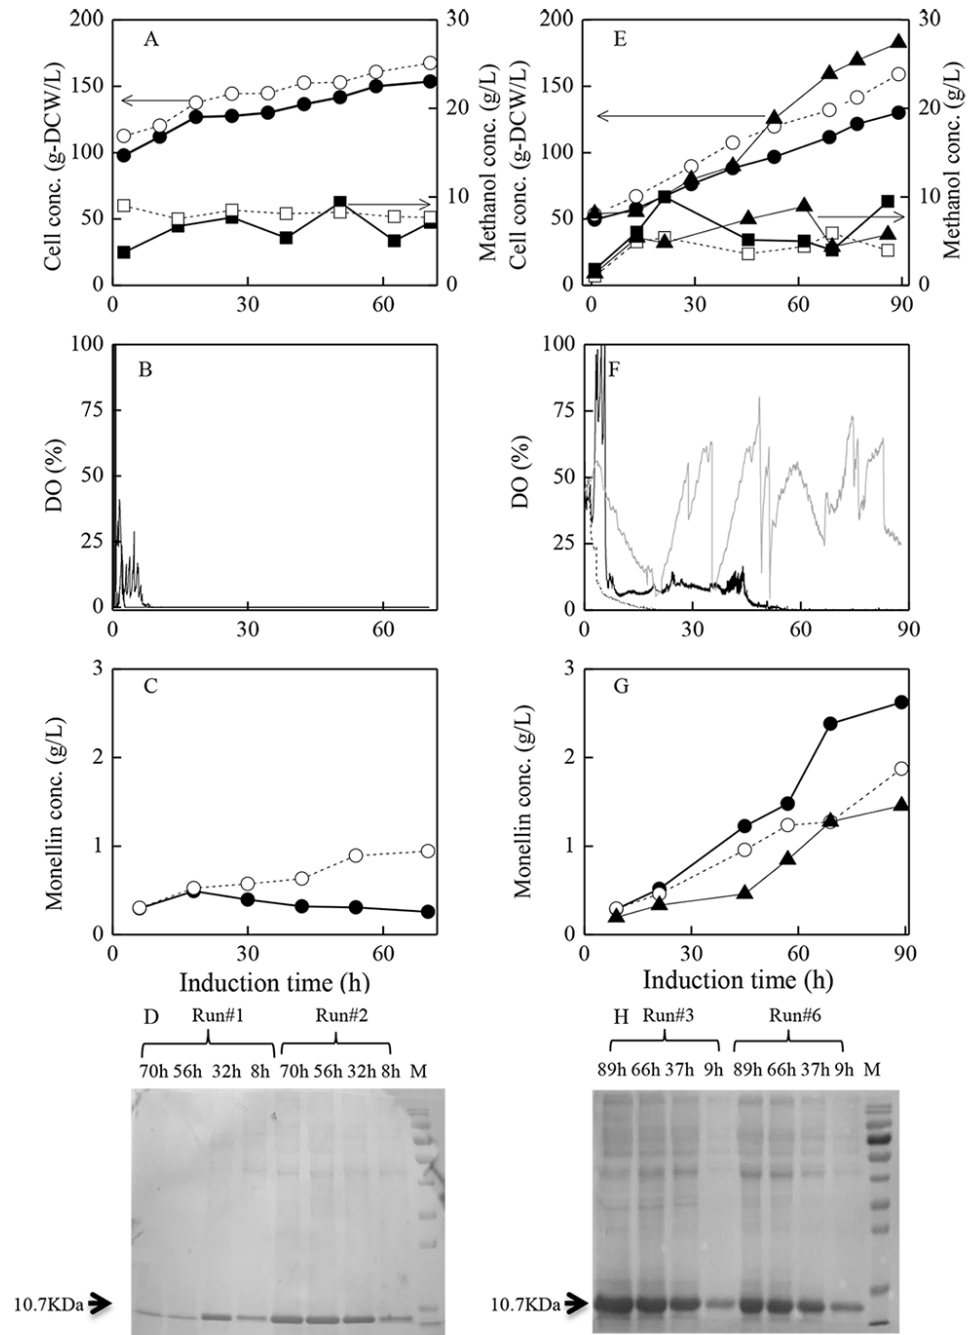 A
200
150
100
50
0
Cell conc. (g-DCW/L)
30
20
10
0
Methanol conc. (g/L)
0 30 60
E
200
150
100
50
0
Cell conc. (g-DCW/L)
30
20
10
0
Methanol conc. (g/L)
0 30 60 90
B
100
75
50
25
0
DO (%)
0 30 60
F
100
75
50
25
0
DO (%)
0 30 60 90
C
3
2
1
0
Monellin conc. (g/L)
0 30 60
Induction time (h)
G
3
2
1
0
Monellin conc. (g/L)
0 30 60 90
Induction time (h)
D Run#1 Run#2
70h 56h 32h 8h 70h 56h 32h 8h M
10.7KDa
H Run#3 Run#6
89h 66h 37h 9h 89h 66h 37h 9h M
10.7KDa